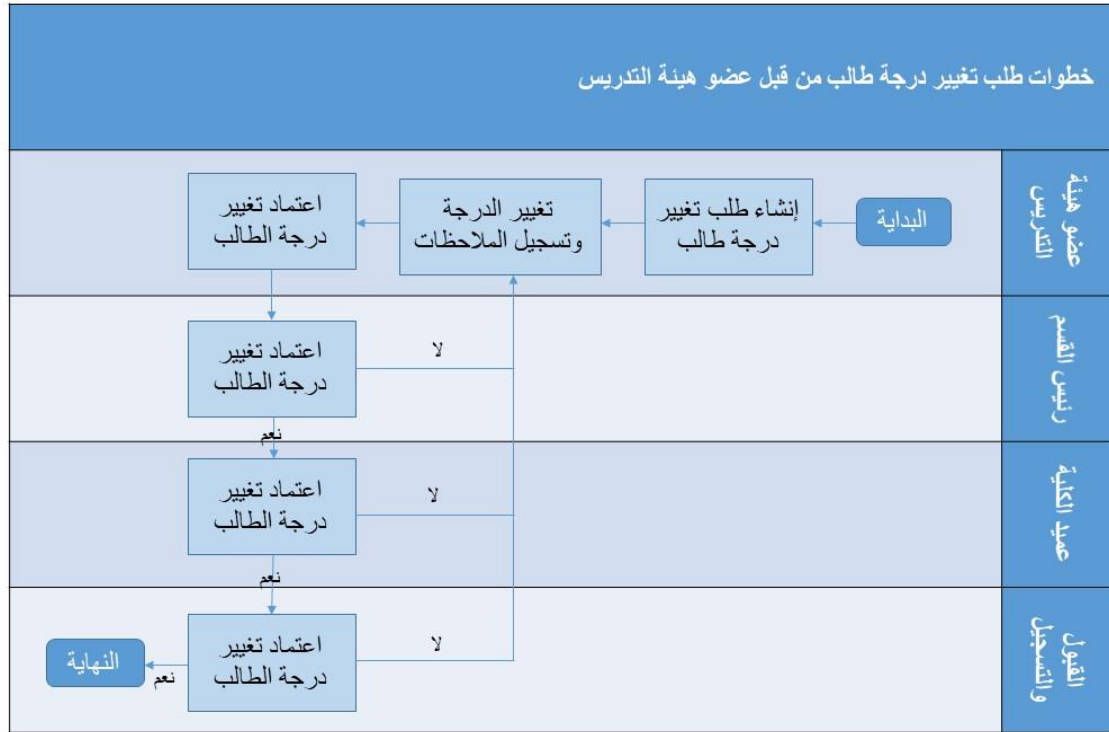 خطوات طلب تغيير درجة طالب من قبل عضو هيئة التدريس
عضو هيئة
التدريس
البداية
إنشاء طلب تغيير
درجة طالب
تغيير الدرجة
وتسجيل الملاحظات
اعتماد تغيير
درجة الطالب
رئيس القسم
اعتماد تغيير
درجة الطالب
لا
نعم
عميد الكلية
اعتماد تغيير
درجة الطالب
لا
نعم
القبول
والتسجيل
اعتماد تغيير
درجة الطالب
لا
نعم
النهاية